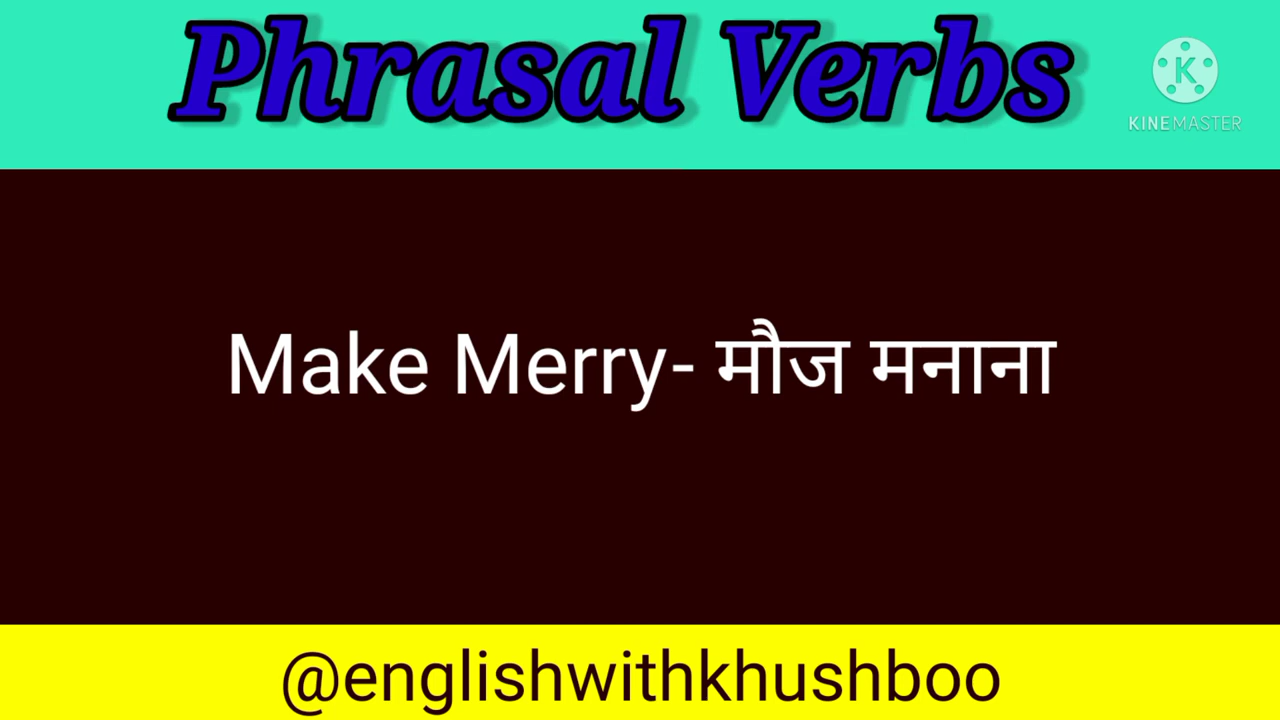 Phrasal Verbs
K
KINEMASTER
Make Merry- मौज मनाना
@englishwithkhushboo